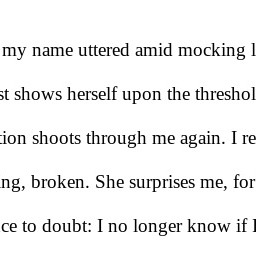 my name uttered amid mocking l
st shows herself upon the threshol
tion shoots through me again. I re
ng, broken. She surprises me, for
ce to doubt: I no longer know if I